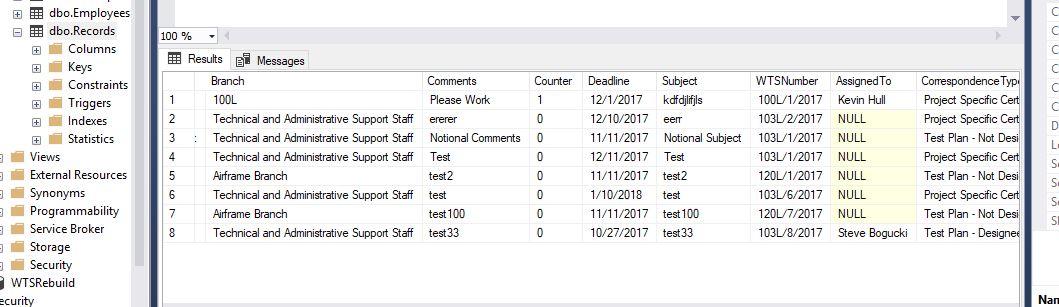 dbo.Employees
dbo.Records
Columns
Keys
Constraints
Triggers
Indexes
Statistics
Views
External Resources
Synonyms
Programmability
Service Broker
Storage
Security
WTSRebuild
ecurity
100 %
Results Messages
Branch Comments Counter Deadline Subject WTSNumber AssignedTo CorrespondenceType
1 100L Please Work 1 12/1/2017 kdfdjlifjls 100L/1/2017 Kevin Hull Project Specific Cert
2 Technical and Administrative Support Staff ererer 0 12/10/2017 eerr 103L/2/2017 NULL Project Specific Cert
3 : Technical and Administrative Support Staff Notional Comments 0 11/11/2017 Notional Subject 103L/1/2017 NULL Test Plan - Not Desig
4 Technical and Administrative Support Staff Test 0 12/11/2017 Test 103L/1/2017 NULL Project Specific Cert
5 Airframe Branch test2 0 11/11/2017 test2 120L/1/2017 NULL Test Plan - Not Desig
6 Technical and Administrative Support Staff test 0 1/10/2018 test 103L/6/2017 NULL Project Specific Cert
7 Airframe Branch test100 0 11/11/2017 test100 120L/7/2017 NULL Test Plan - Not Desig
8 Technical and Administrative Support Staff test33 0 10/27/2017 test33 103L/8/2017 Steve Bogucki Test Plan - Designee
C
C
C
C
C
C
D
L
S
S
S
S
Nam